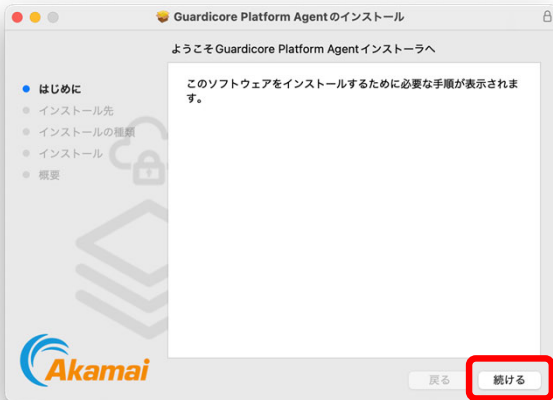 Guardicore Platform Agentのインストール
ようこそGuardicore Platform Agentインストーラへ
はじめに
インストール先
インストールの種類
インストール
概要
このソフトウェアをインストールするために必要な手順が表示されま
す。
Akamai
戻る
続ける